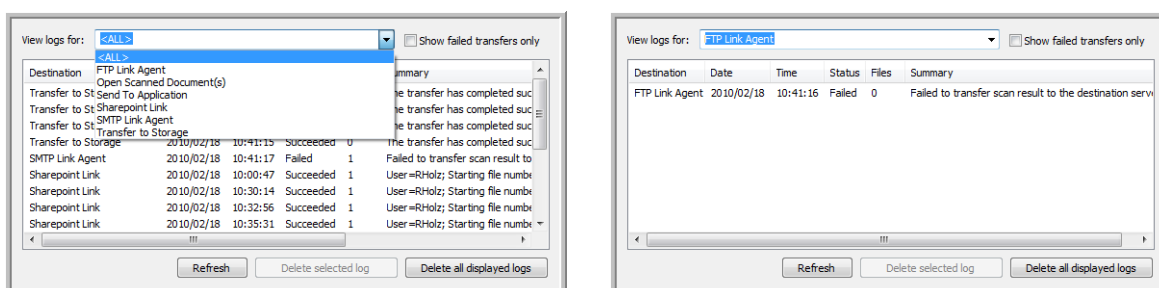 View logs for: <ALL> Show failed transfers only
<ALL>
FTP Link Agent
Open Scanned Document(s)
Send To Application
Sharepoint Link
SMTP Link Agent
Transfer to Storage
Destination ummary
Transfer to St he transfer has completed suc
Transfer to St he transfer has completed suc
Transfer to St he transfer has completed suc
Transfer to Storage 2010/02/18 10:41:15 Succeeded 0 The transfer has completed suc
SMTP Link Agent 2010/02/18 10:41:17 Failed 1 Failed to transfer scan result to
Sharepoint Link 2010/02/18 10:00:47 Succeeded 1 User=RHolz; Starting file numbe
Sharepoint Link 2010/02/18 10:30:14 Succeeded 1 User=RHolz; Starting file numbe
Sharepoint Link 2010/02/18 10:32:56 Succeeded 1 User=RHolz; Starting file numbe
Sharepoint Link 2010/02/18 10:35:31 Succeeded 1 User=RHolz; Starting file numbe
Refresh Delete selected log Delete all displayed logs
View logs for: FTP Link Agent Show failed transfers only
Destination Date Time Status Files Summary
FTP Link Agent 2010/02/18 10:41:16 Failed 0 Failed to transfer scan result to the destination serve
Refresh Delete selected log Delete all displayed logs